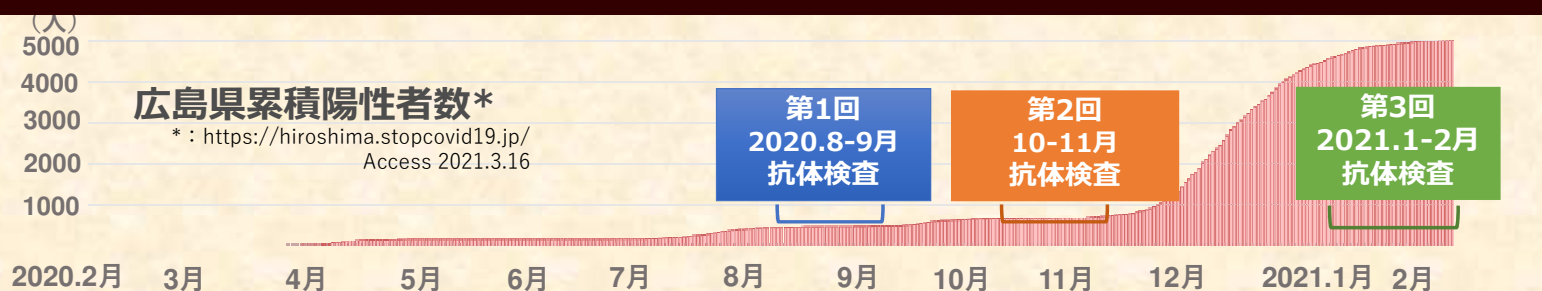 (人)
5000
4000
3000
2000
1000
広島県累積陽性者数*
*：https://hiroshima.stopcovid19.jp/
Access 2021.3.16
第1回
2020.8-9月
抗体検査
第2回
10-11月
抗体検査
第3回
2021.1-2月
抗体検査
2020.2月 3月 4月 5月 6月 7月 8月 9月 10月 11月 12月 2021.1月 2月